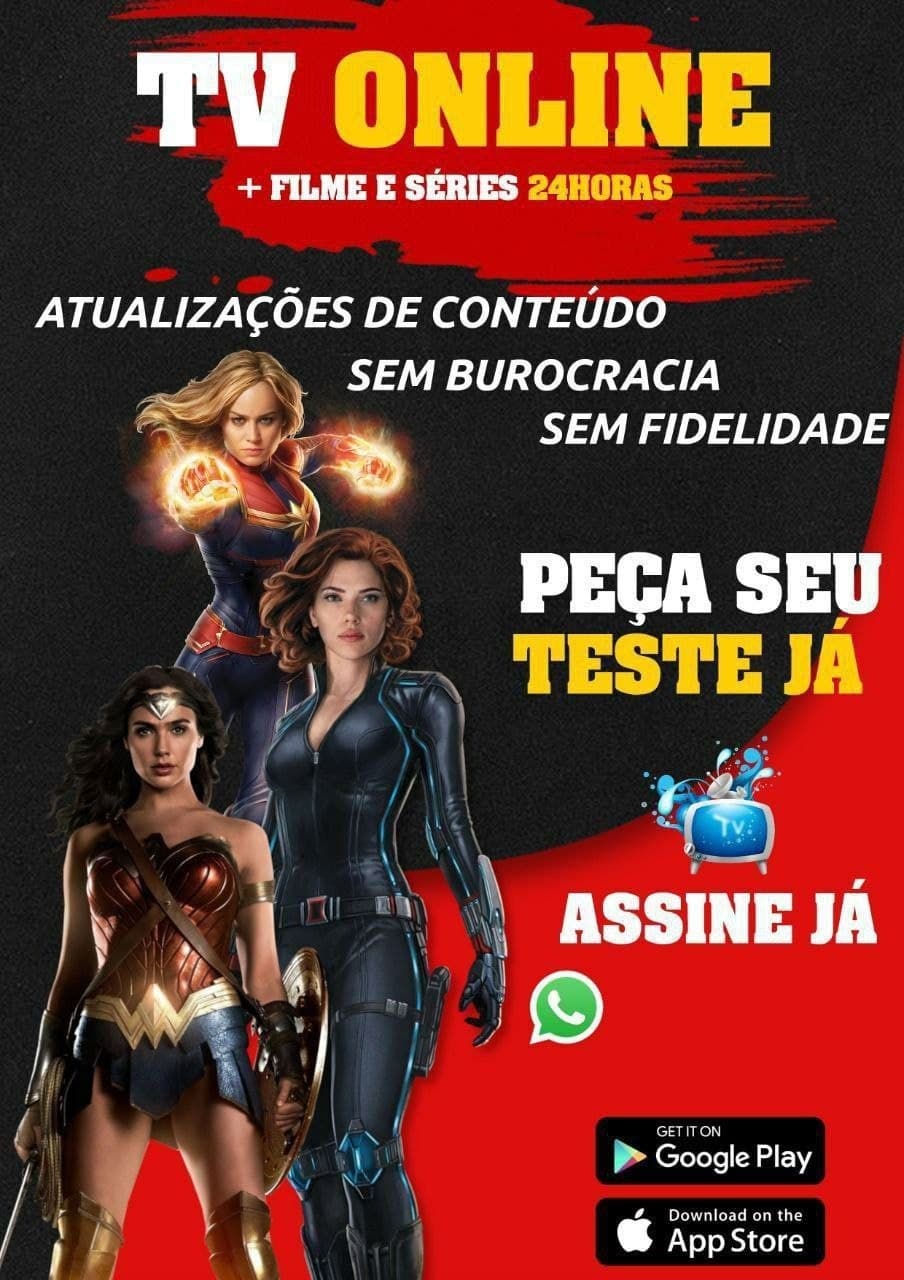 TV ONLINE
+ FILME E SÉRIES 24HORAS
ATUALIZAÇÕES DE CONTEÚDO
SEM BUROCRACIA
SEM FIDELIDADE
PEÇA SEU
TESTE JÁ
Tv
ASSINE JÁ
GET IT ON
Google Play
Download on the
App Store